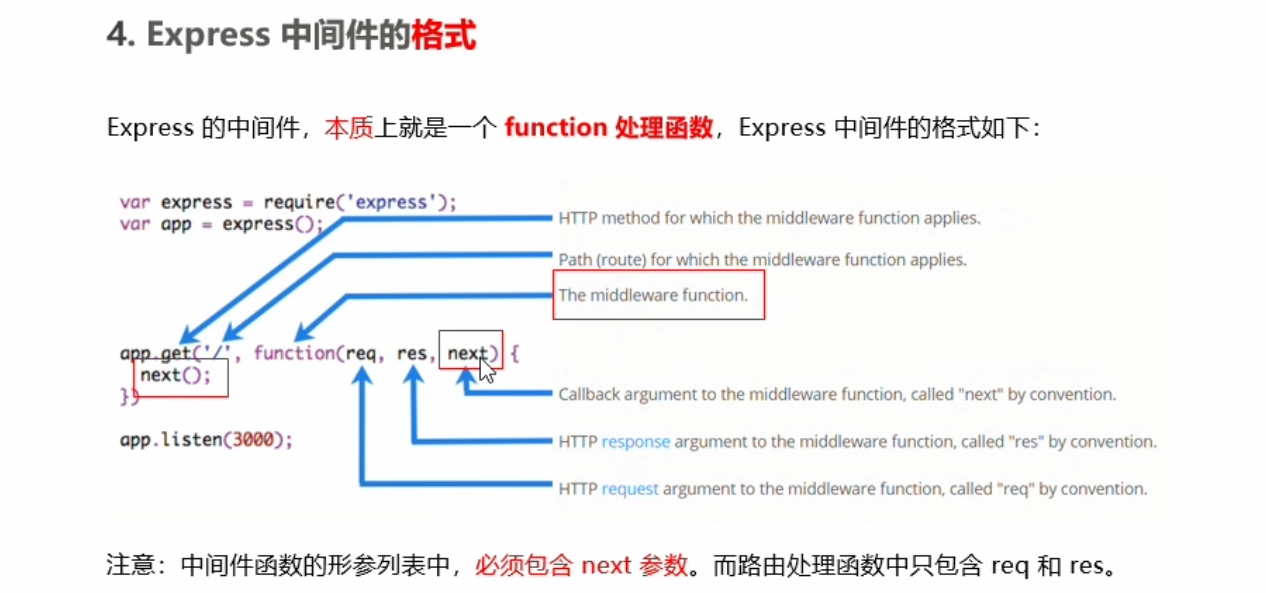 4. Express 中间件的格式
Express 的中间件，本质上就是一个 function 处理函数，Express 中间件的格式如下：
var express = require('express');
var app = express();
HTTP method for which the middleware function applies.
Path (route) for which the middleware function applies.
The middleware function.
app.get('/', function(req, res, next) {
next();
})
Callback argument to the middleware function, called "next" by convention.
app.listen(3000);
HTTP response argument to the middleware function, called "res" by convention.
HTTP request argument to the middleware function, called "req" by convention.
注意：中间件函数的形参列表中，必须包含 next 参数。而路由处理函数中只包含 req 和 res。